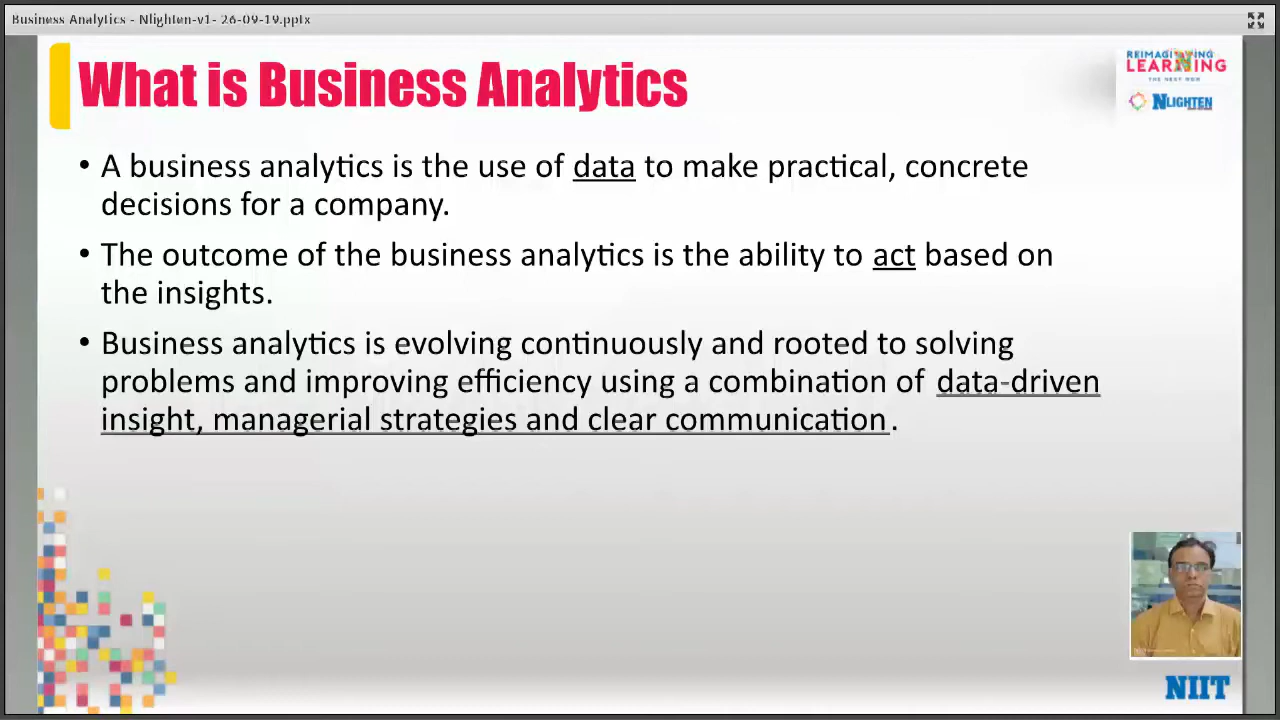 Business Analytics - Nlighten-v1- 26-09-19.pptx
What is Business Analytics
REIMAGINING
LEARNING
THE NEXT NOW
NLIGHTEN
• A business analytics is the use of data to make practical, concrete
decisions for a company.
• The outcome of the business analytics is the ability to act based on
the insights.
• Business analytics is evolving continuously and rooted to solving
problems and improving efficiency using a combination of data-driven
insight, managerial strategies and clear communication.
NIIT